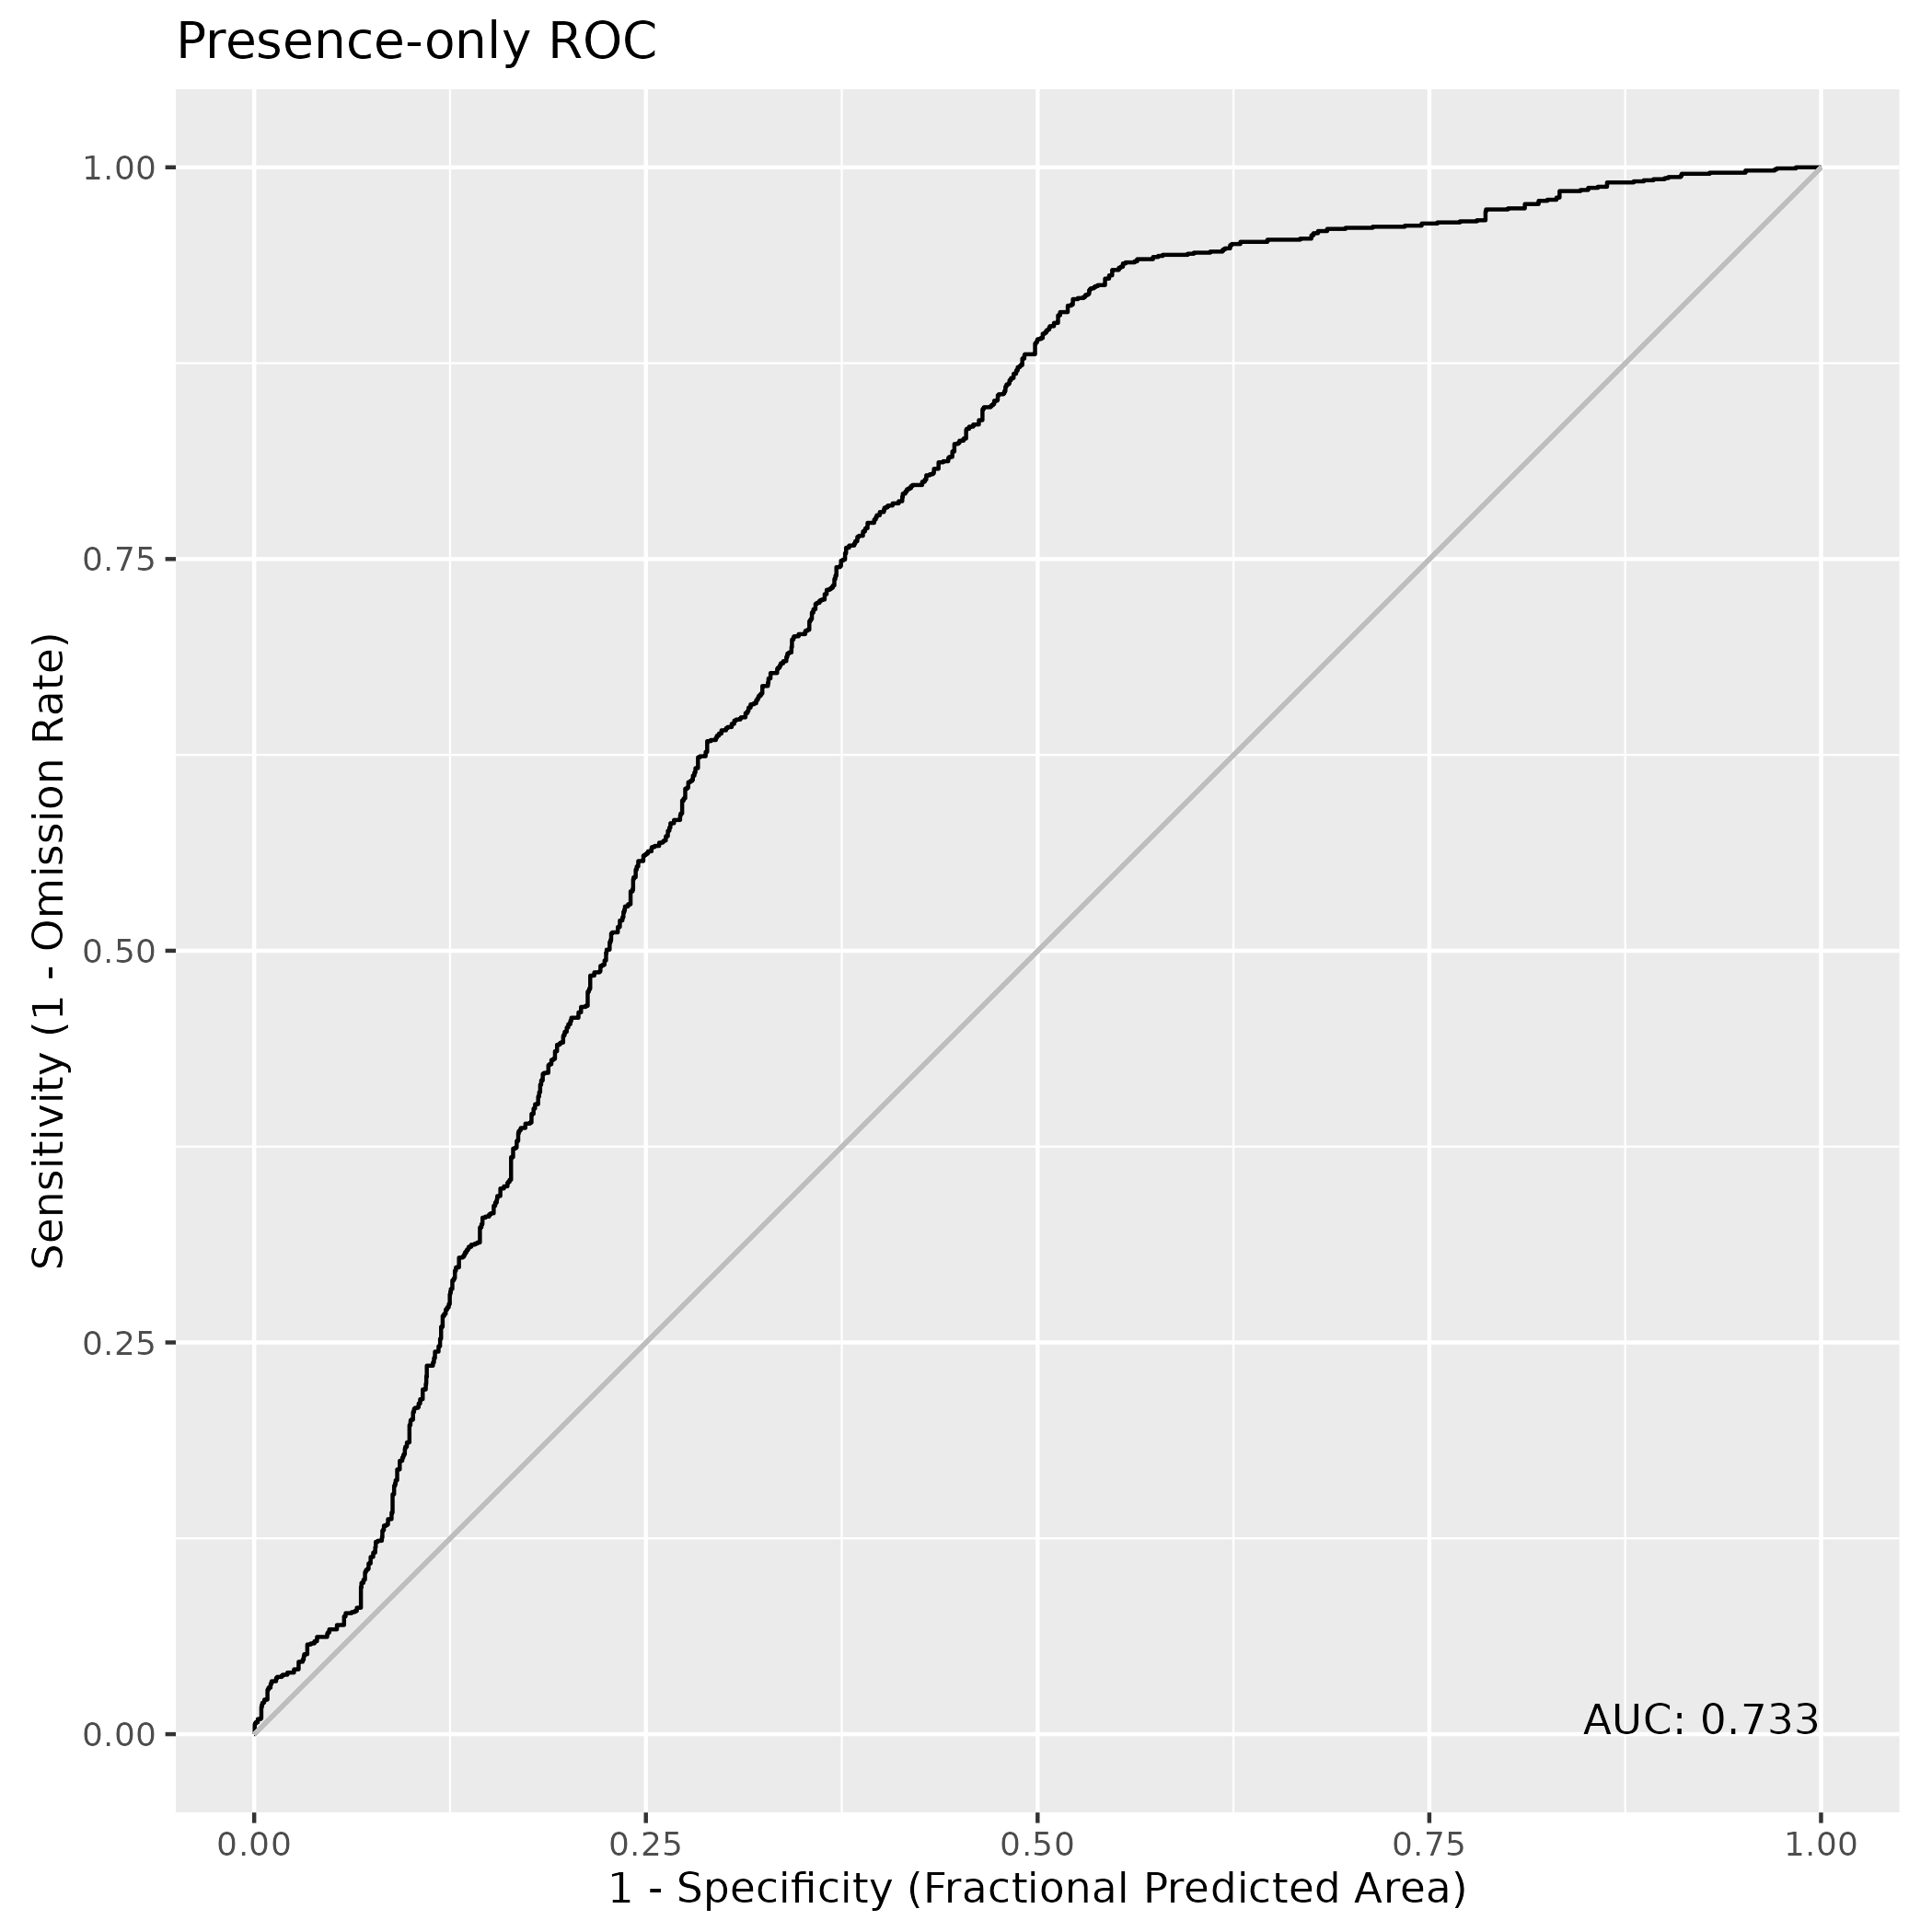 Presence-only ROC
Sensitivity (1 - Omission Rate)
1.00
0.75
0.50
0.25
0.00
AUC: 0.733
0.00 0.25 0.50 0.75 1.00
1 - Specificity (Fractional Predicted Area)